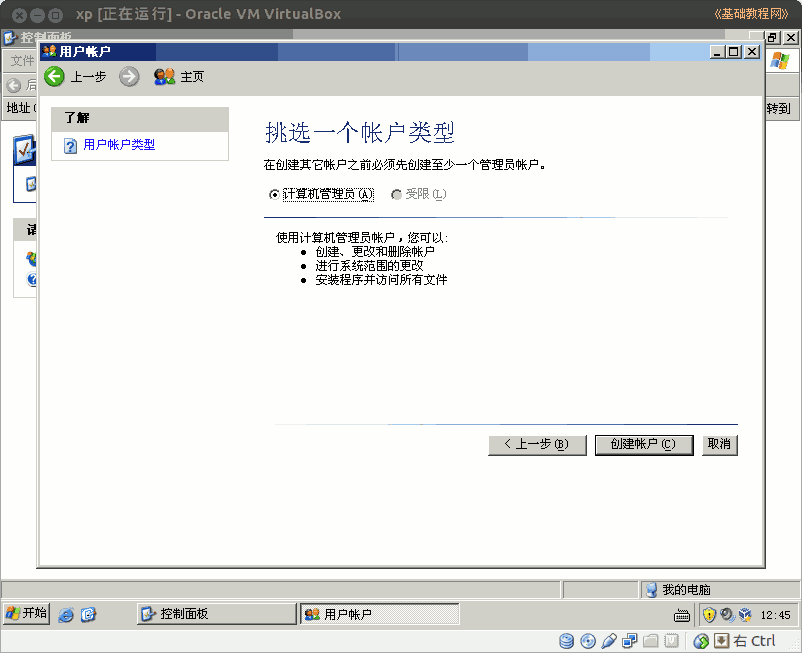 xp [正在运行] - Oracle VM VirtualBox
《基础教程网》
控制面板
用户帐户
文件
上一步
主页
后
地址
转到
了解
用户帐户类型
挑选一个帐户类型
在创建其它帐户之前必须先创建至少一个管理员帐户。
计算机管理员(A) 受限(L)
使用计算机管理员帐户，您可以:
● 创建、更改和删除帐户
● 进行系统范围的更改
● 安装程序并访问所有文件
< 上一步(B) 创建帐户(C) 取消
我的电脑
开始 控制面板 用户帐户 12:45
右 Ctrl